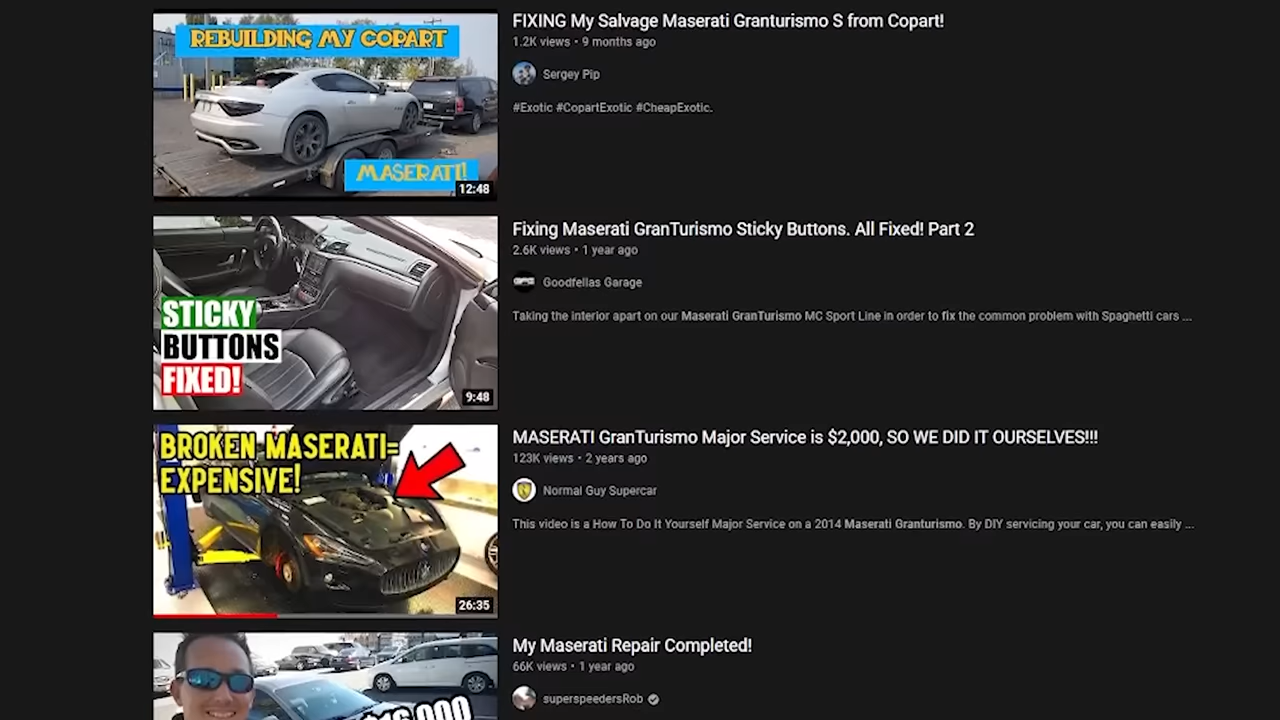 REBUILDING MY COPART
MASERATI!
12:48
FIXING My Salvage Maserati Granturismo S from Copart!
1.2K views • 9 months ago
Sergey Pip
#Exotic #CopartExotic #CheapExotic.
STICKY
BUTTONS
FIXED!
9:48
Fixing Maserati GranTurismo Sticky Buttons. All Fixed! Part 2
2.6K views • 1 year ago
Goodfellas Garage
Taking the interior apart on our Maserati GranTurismo MC Sport Line in order to fix the common problem with Spaghetti cars ...
BROKEN MASERATI=
EXPENSIVE!
26:35
MASERATI GranTurismo Major Service is $2,000, SO WE DID IT OURSELVES!!!
123K views • 2 years ago
Normal Guy Supercar
This video is a How To Do It Yourself Major Service on a 2014 Maserati Granturismo. By DIY servicing your car, you can easily ...
$16,000
My Maserati Repair Completed!
66K views • 1 year ago
superspeedersRob